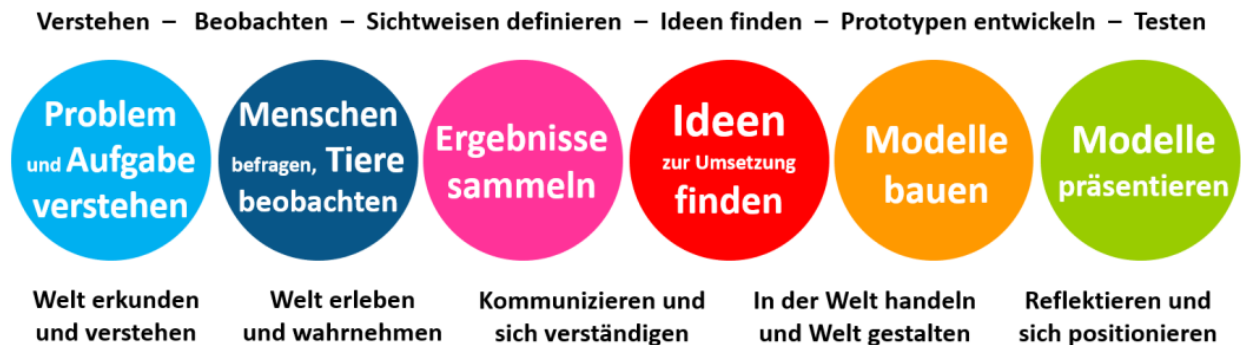 Verstehen – Beobachten – Sichtweisen definieren – Ideen finden – Prototypen entwickeln – Testen
Problem
und Aufgabe
verstehen
Menschen
befragen, Tiere
beobachten
Ergebnisse
sammeln
Ideen
zur Umsetzung
finden
Modelle
bauen
Modelle
präsentieren
Welt erkunden
und verstehen
Welt erleben
und wahrnehmen
Kommunizieren und
sich verständigen
In der Welt handeln
und Welt gestalten
Reflektieren und
sich positionieren